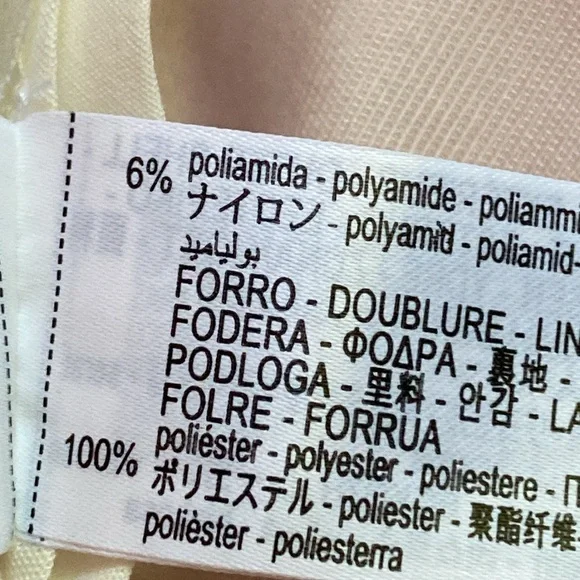 6% poliamida - polyamide - poliammi
ナイロン - polyamid - poliamid-
بولياميد
FORRO - DOUBLURE - LIN
FODERA - ΦΟΔΡΑ - 裏地 -
PODLOGA - 里料 - 안감 - LA
FOLRE - FORRUA
100% poliéster - polyester - poliestere - Π
ポリエステル - poliester - 聚酯纤维
polièster - poliesterra